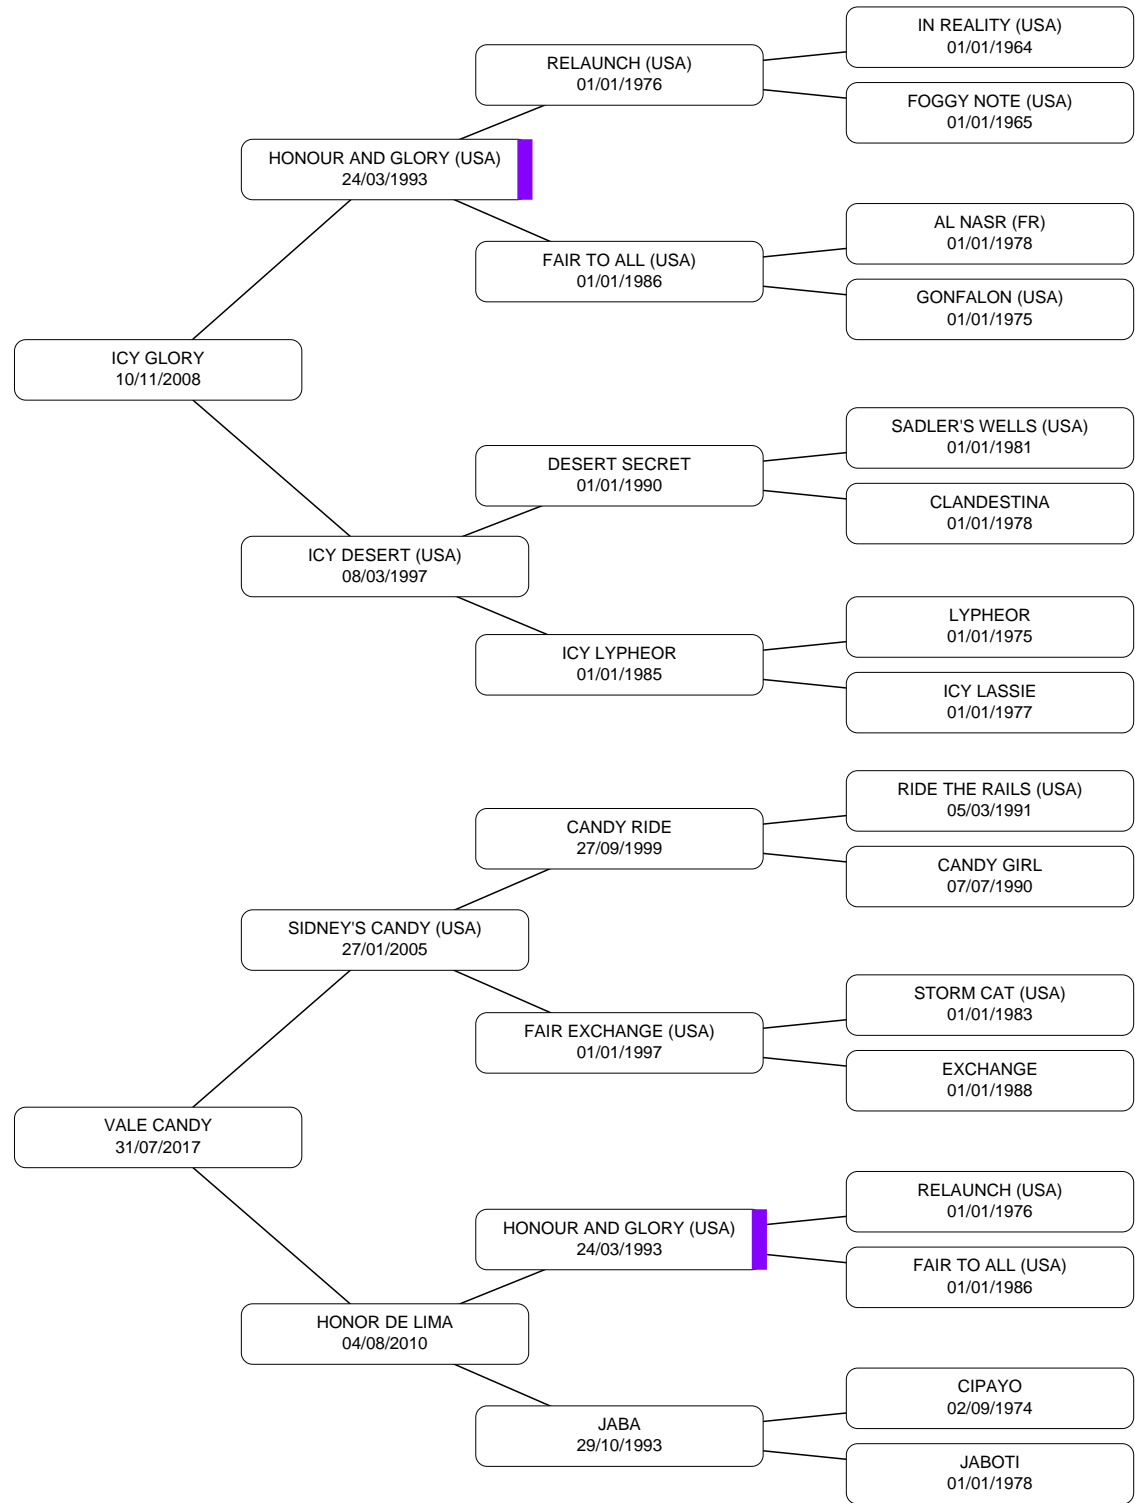 IN REALITY (USA)
01/01/1964
RELAUNCH (USA)
01/01/1976
FOGGY NOTE (USA)
01/01/1965
HONOUR AND GLORY (USA)
24/03/1993
AL NASR (FR)
01/01/1978
FAIR TO ALL (USA)
01/01/1986
GONFALON (USA)
01/01/1975
ICY GLORY
10/11/2008
SADLER'S WELLS (USA)
01/01/1981
DESERT SECRET
01/01/1990
CLANDESTINA
01/01/1978
ICY DESERT (USA)
08/03/1997
LYPHEOR
01/01/1975
ICY LYPHEOR
01/01/1985
ICY LASSIE
01/01/1977
RIDE THE RAILS (USA)
05/03/1991
CANDY RIDE
27/09/1999
CANDY GIRL
07/07/1990
SIDNEY'S CANDY (USA)
27/01/2005
STORM CAT (USA)
01/01/1983
FAIR EXCHANGE (USA)
01/01/1997
EXCHANGE
01/01/1988
VALE CANDY
31/07/2017
RELAUNCH (USA)
01/01/1976
HONOUR AND GLORY (USA)
24/03/1993
FAIR TO ALL (USA)
01/01/1986
HONOR DE LIMA
04/08/2010
CIPAYO
02/09/1974
JABA
29/10/1993
JABOTI
01/01/1978